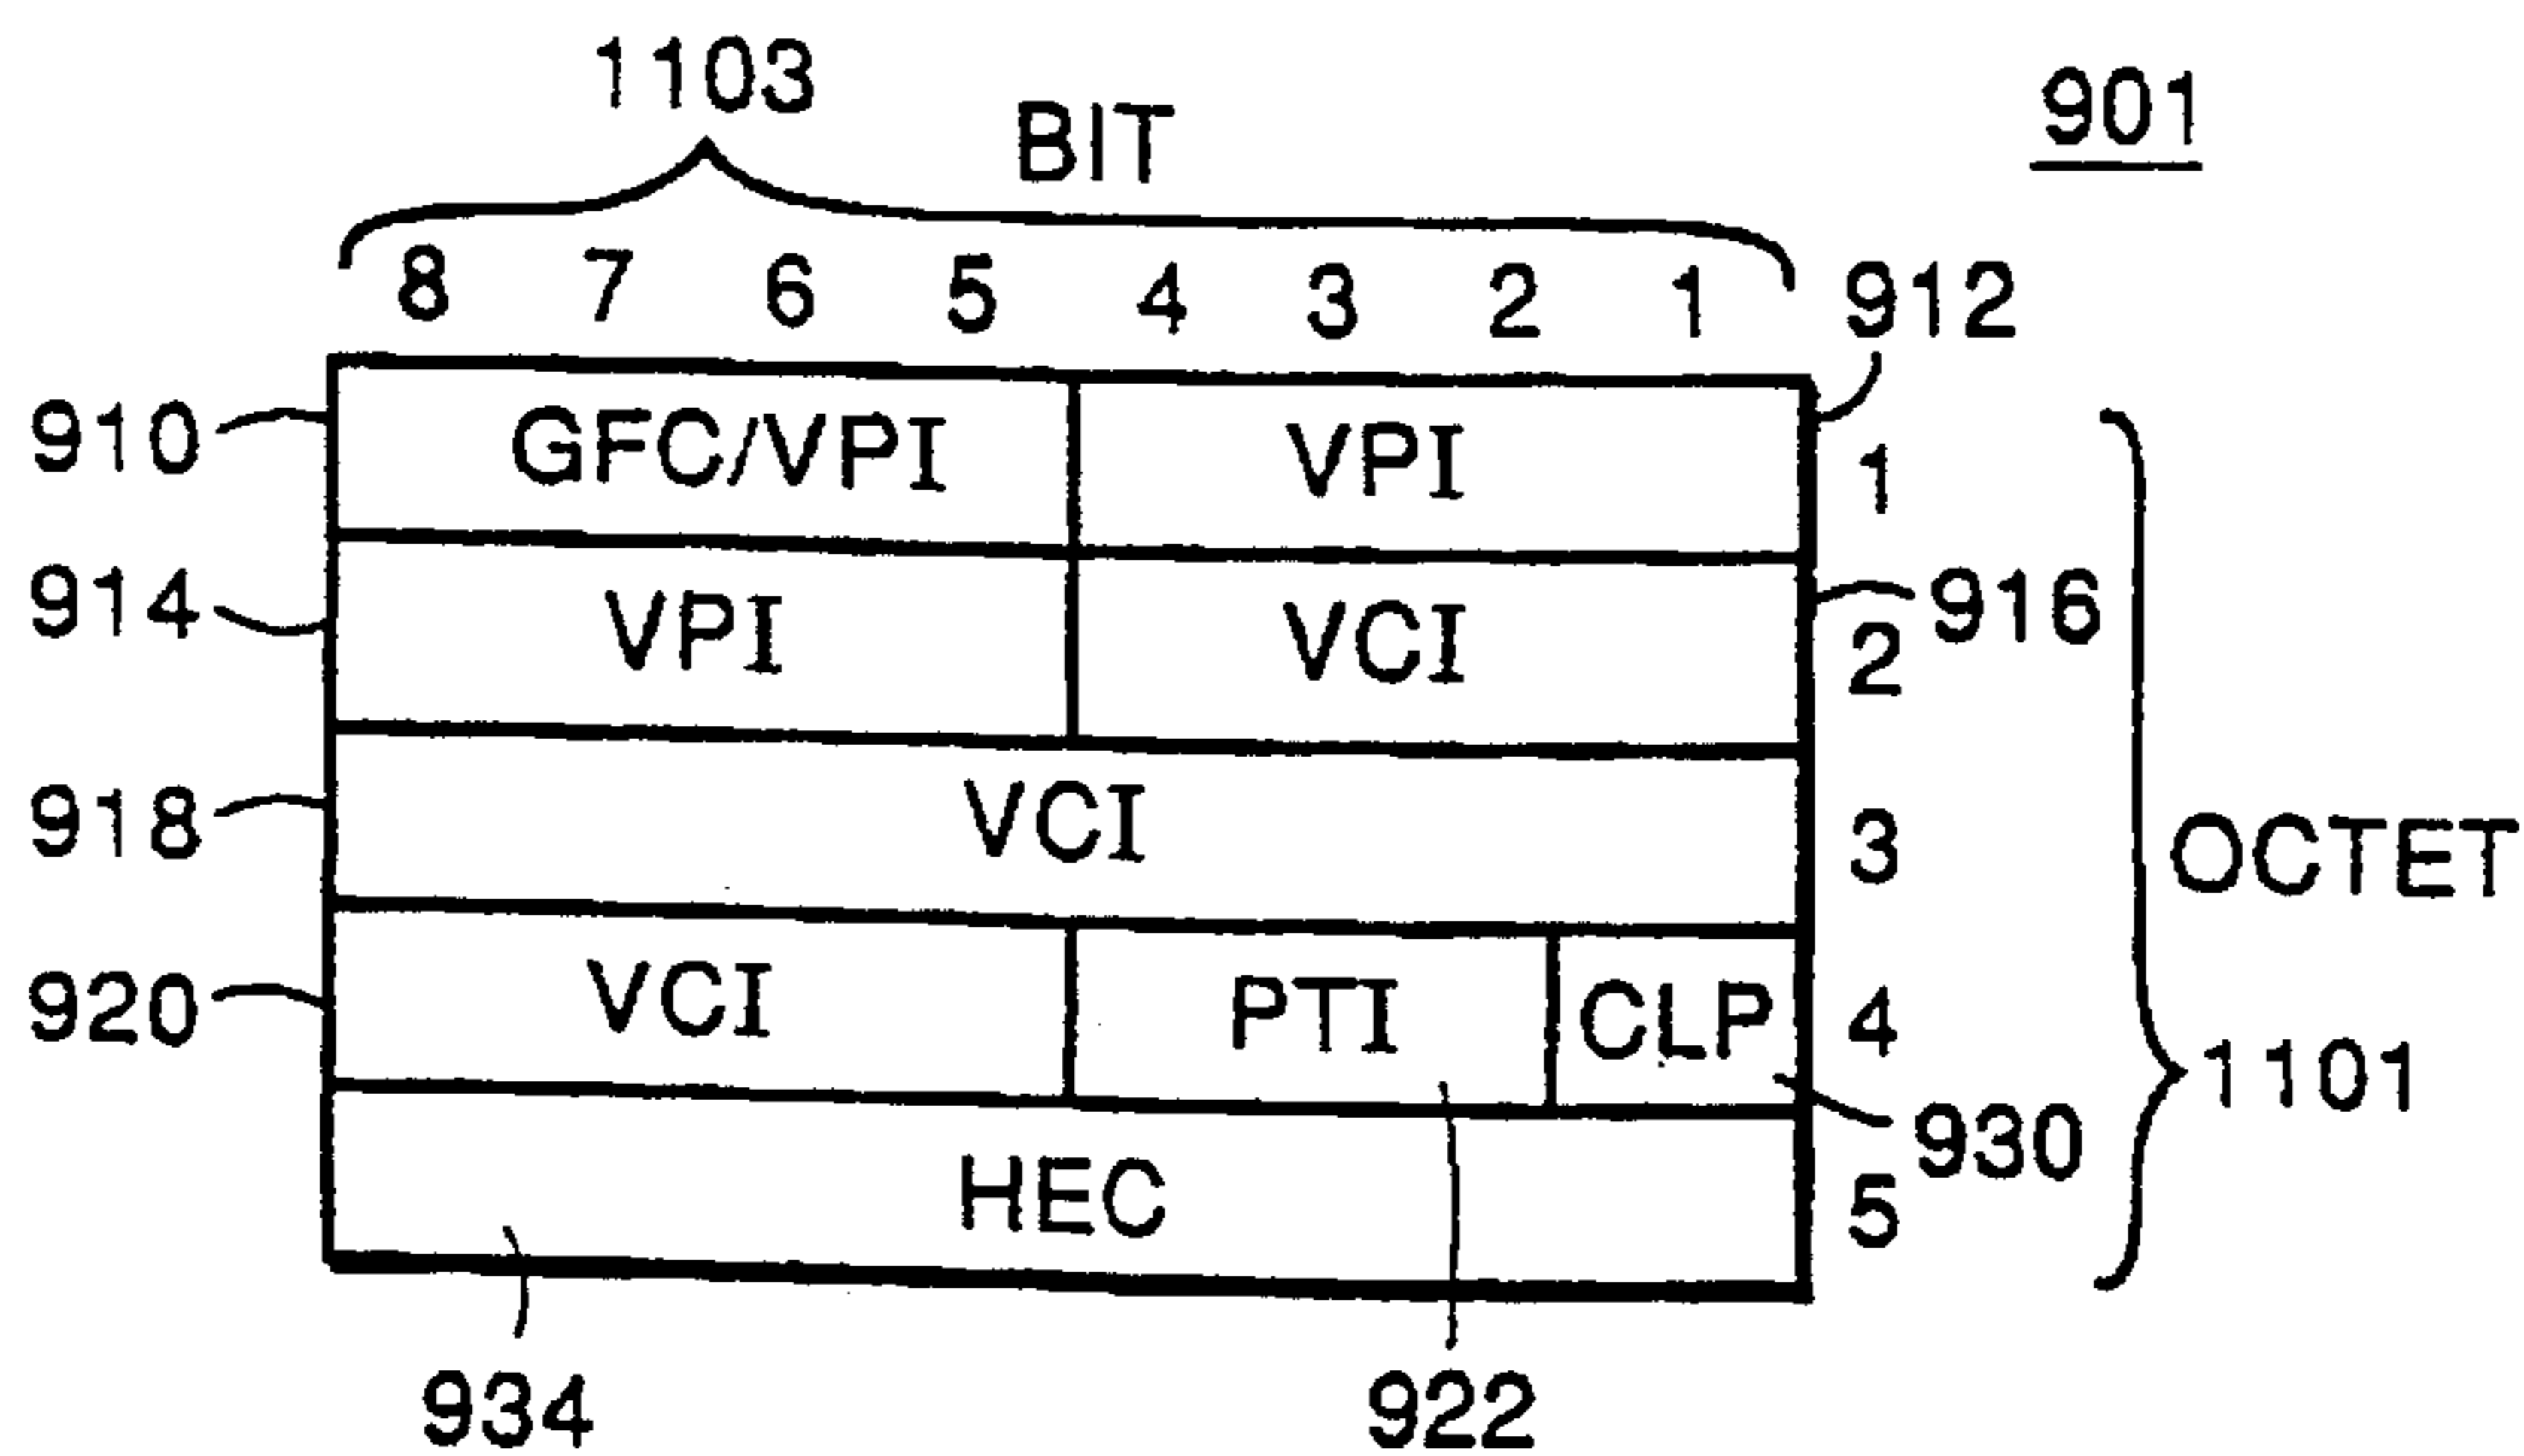 1103
BIT
901
8 7 6 5 4 3 2 1
912
910
GFC/VPI VPI
1
914
VPI VCI
916
2
918
VCI
3
OCTET
920
VCI PTI CLP
4
1101
930
HEC
5
934
922